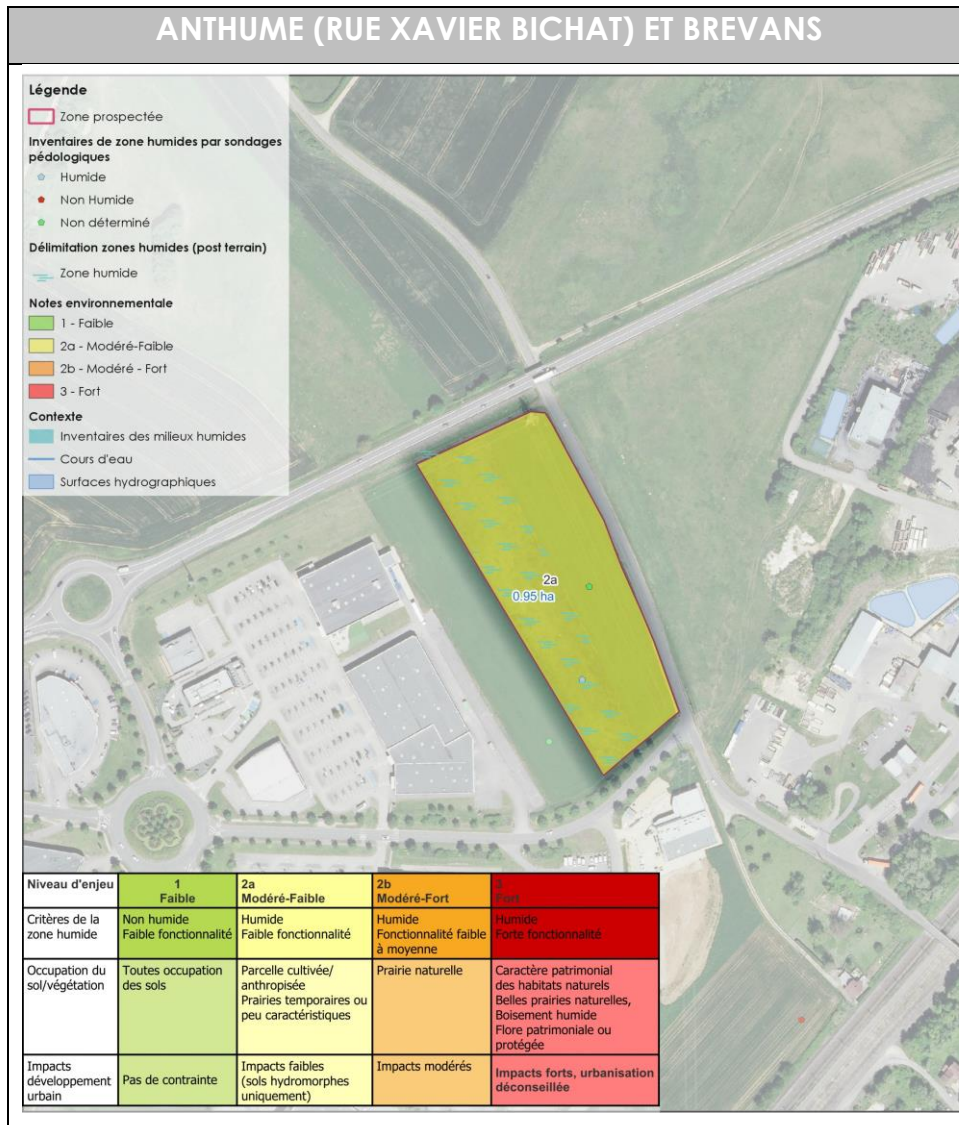 ANTHUME (RUE XAVIER BICHAT) ET BREVANS
Légende
Zone prospectée
Inventaires de zone humides par sondages
pédologiques
Humide
Non Humide
Non déterminé
Délimitation zones humides (post terrain)
Zone humide
Notes environnementale
1 - Faible
2a - Modéré-Faible
2b - Modéré - Fort
3 - Fort
Contexte
Inventaires des milieux humides
Cours d'eau
Surfaces hydrographiques
2a
0.95 ha
Niveau d'enjeu
1
Faible
2a
Modéré-Faible
2b
Modéré-Fort
3
Fort
Critères de la
zone humide
Non humide
Faible fonctionnalité
Humide
Faible fonctionnalité
Humide
Fonctionnalité faible
à moyenne
Humide
Forte fonctionnalité
Occupation du
sol/végétation
Toutes occupation
des sols
Parcelle cultivée/
anthropisée
Prairies temporaires ou
peu caractéristiques
Prairie naturelle
Caractère patrimonial
des habitats naturels
Belles prairies naturelles,
Boisement humide
Flore patrimoniale ou
protégée
Impacts
développement
urbain
Pas de contrainte
Impacts faibles
(sols hydromorphes
uniquement)
Impacts modérés
Impacts forts, urbanisation
déconseillée